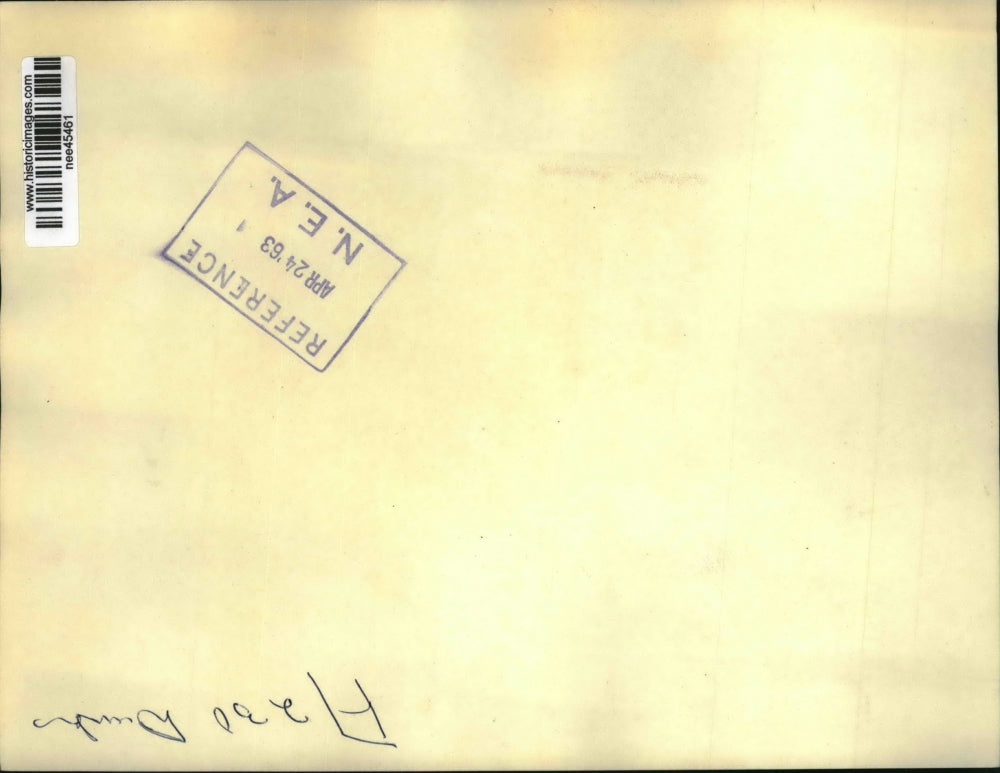 www.historicimages.com
nee45461
REFERENCE
APR 24 '63
N. E. A.